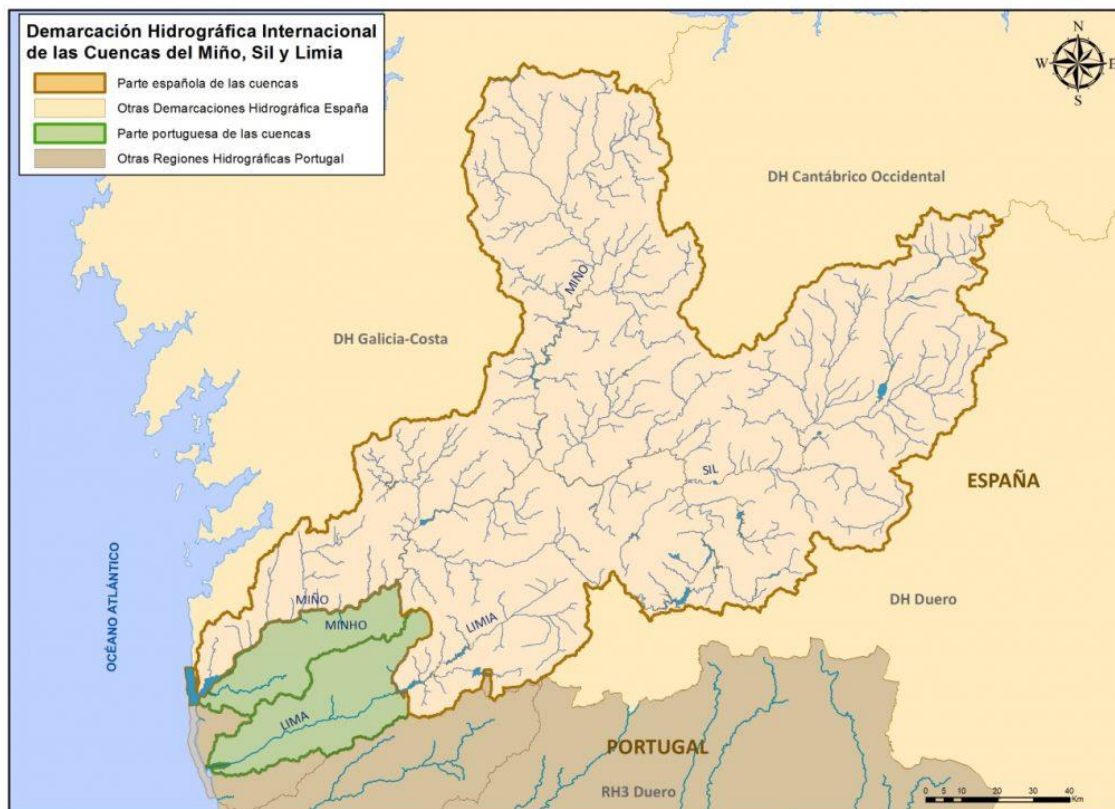 Demarcación Hidrográfica Internacional
de las Cuencas del Miño, Sil y Limia
Parte española de las cuencas
Otras Demarcaciones Hidrográfica España
Parte portuguesa de las cuencas
Otras Regiones Hidrográficas Portugal
N
W E
S
DH Cantábrico Occidental
MIÑO
DH Galicia-Costa
SIL
ESPAÑA
OCÉANO ATLÁNTICO
MIÑO
MINHO
LIMIA
DH Duero
LIMA
PORTUGAL
RH3 Duero
0 5 10 20 30 40
Km